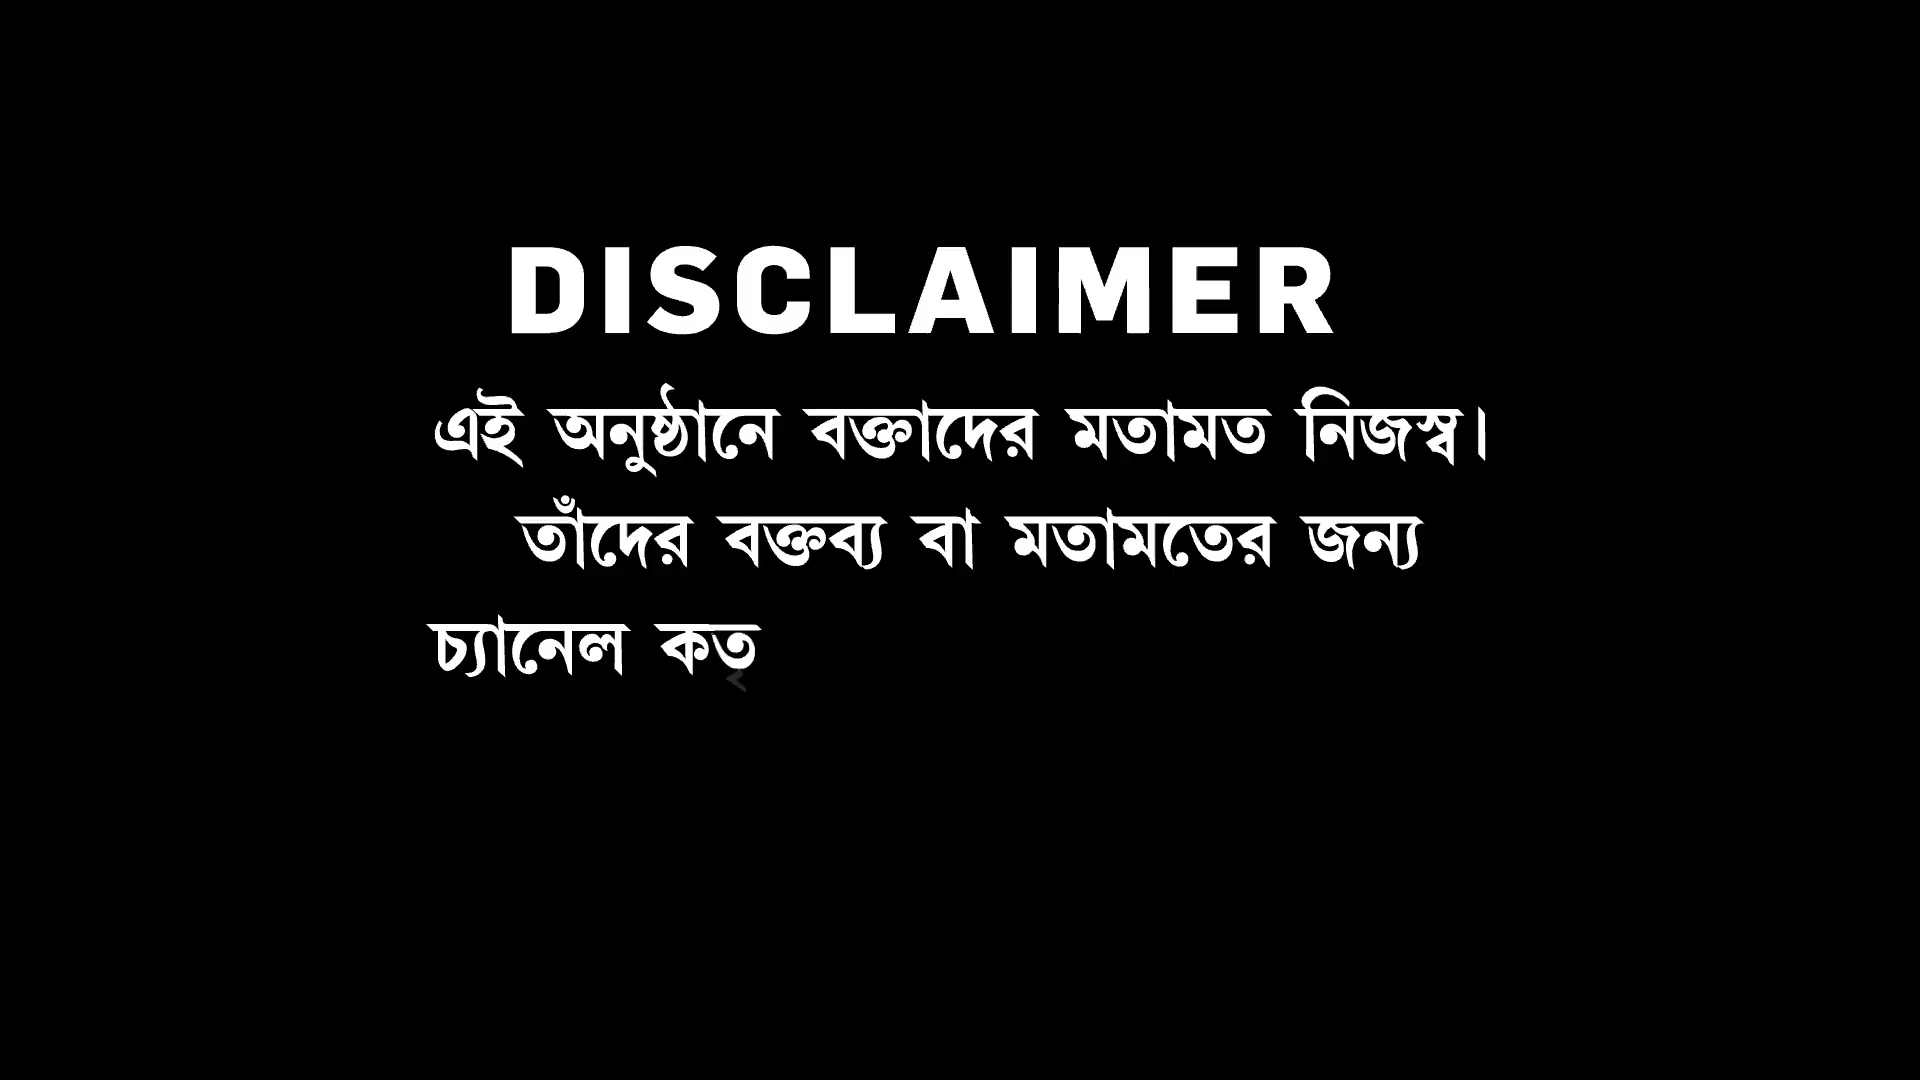 DISCLAIMER
এই অনুষ্ঠানে বক্তাদের মতামত নিজস্ব।
তাঁদের বক্তব্য বা মতামতের জন্য
চ্যানেল কতৃ